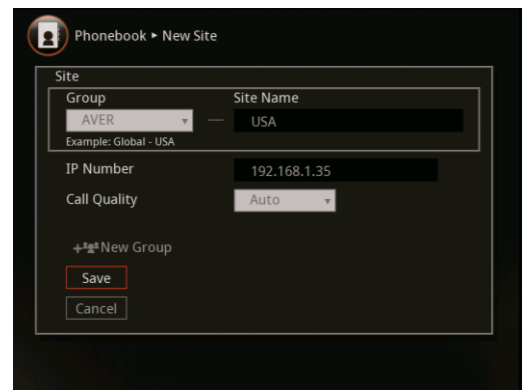 Phonebook ▸ New Site
Site
Group Site Name
AVER — USA
Example: Global - USA
IP Number 192.168.1.35
Call Quality Auto
New Group
Save
Cancel